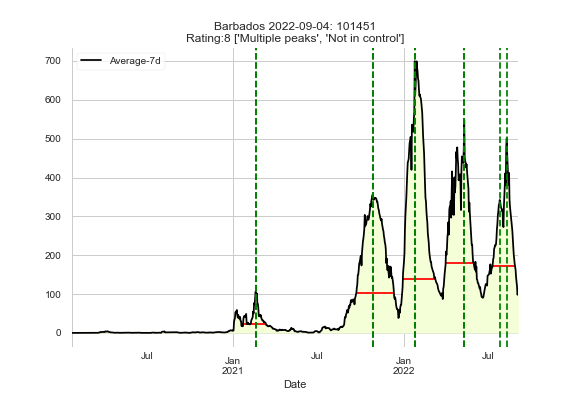 Barbados 2022-09-04: 101451
Rating:8 ['Multiple peaks', 'Not in control']
Average-7d
700
600
500
400
300
200
100
0
Jul
Jan
2021
Jul
Jan
2022
Jul
Date